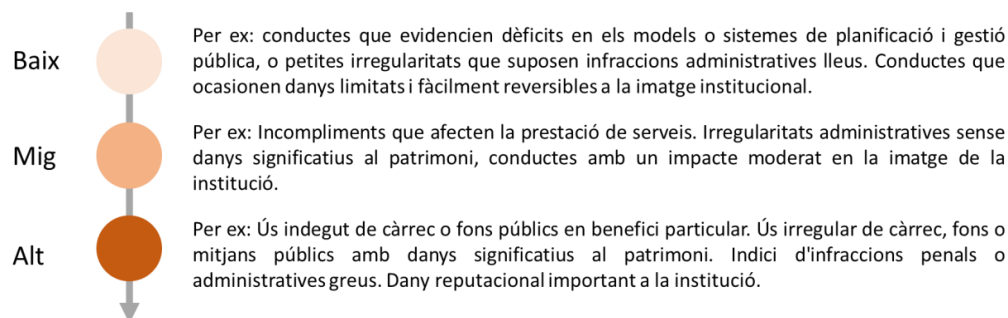 Baix
Per ex: conductes que evidencien dèficits en els models o sistemes de planificació i gestió
pública, o petites irregularitats que suposen infraccions administratives lleus. Conductes que
ocasionen danys limitats i fàcilment reversibles a la imatge institucional.
Mig
Per ex: Incompliments que afecten la prestació de serveis. Irregularitats administratives sense
danys significatius al patrimoni, conductes amb un impacte moderat en la imatge de la
institució.
Alt
Per ex: Ús indegut de càrrec o fons públics en benefici particular. Ús irregular de càrrec, fons o
mitjans públics amb danys significatius al patrimoni. Indici d'infraccions penals o
administratives greus. Dany reputacional important a la institució.